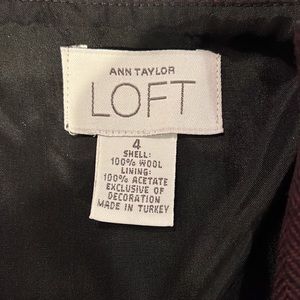 ANN TAYLOR
LOFT
4
SHELL:
100% WOOL
LINING:
100% ACETATE
EXCLUSIVE OF
DECORATION
MADE IN TURKEY